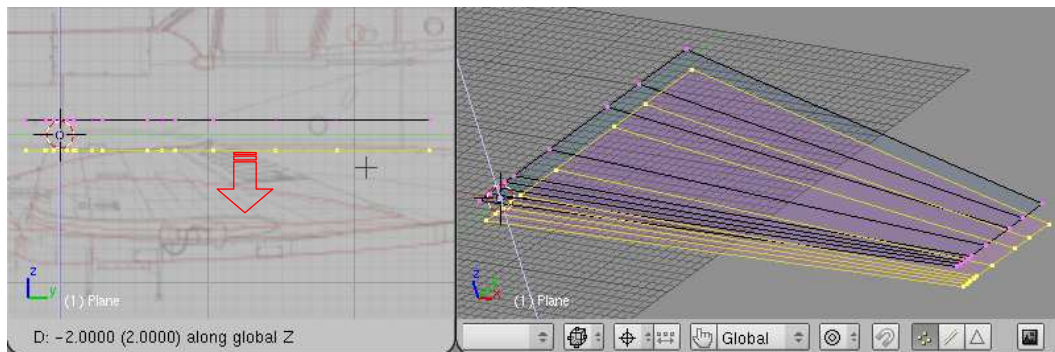 z
y
(1) Plane
D: -2.0000 (2.0000) along global Z
z
x
(1) Plane
Global